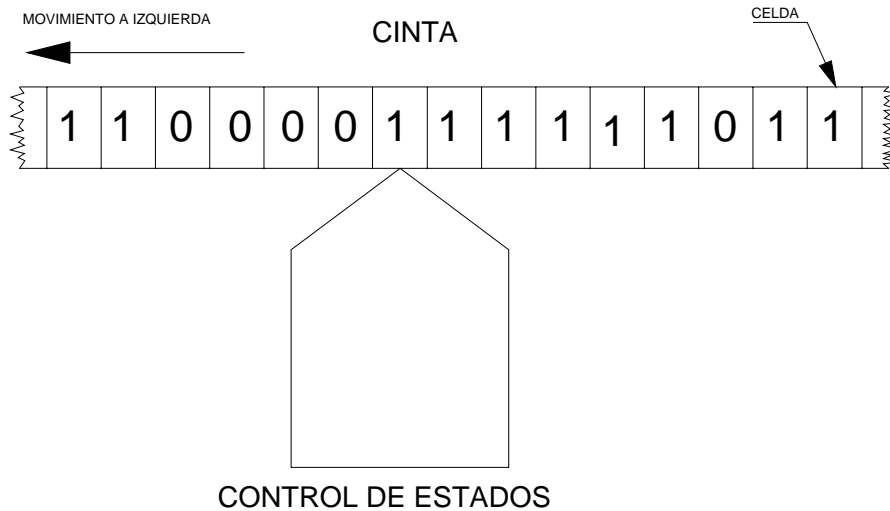 MOVIMIENTO A IZQUIERDA
CINTA
CELDA
1 1 0 0 0 0 1 1 1 1 1 1 0 1 1
CONTROL DE ESTADOS